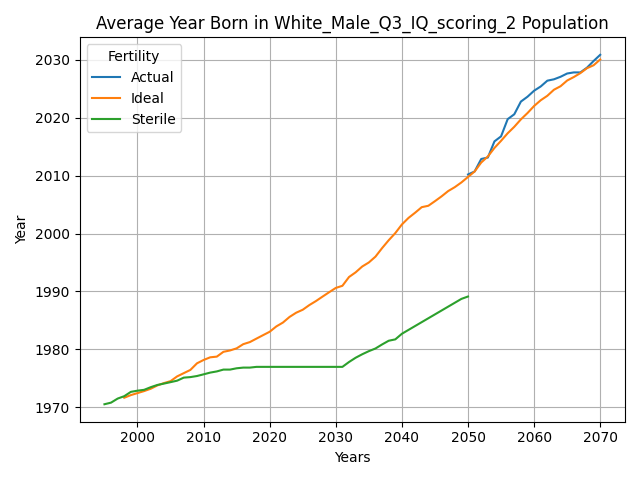 Average Year Born in White_Male_Q3_IQ_scoring_2 Population
Fertility
Actual
Ideal
Sterile
2030
2020
2010
2000
1990
1980
1970
Year
2000 2010 2020 2030 2040 2050 2060 2070
Years